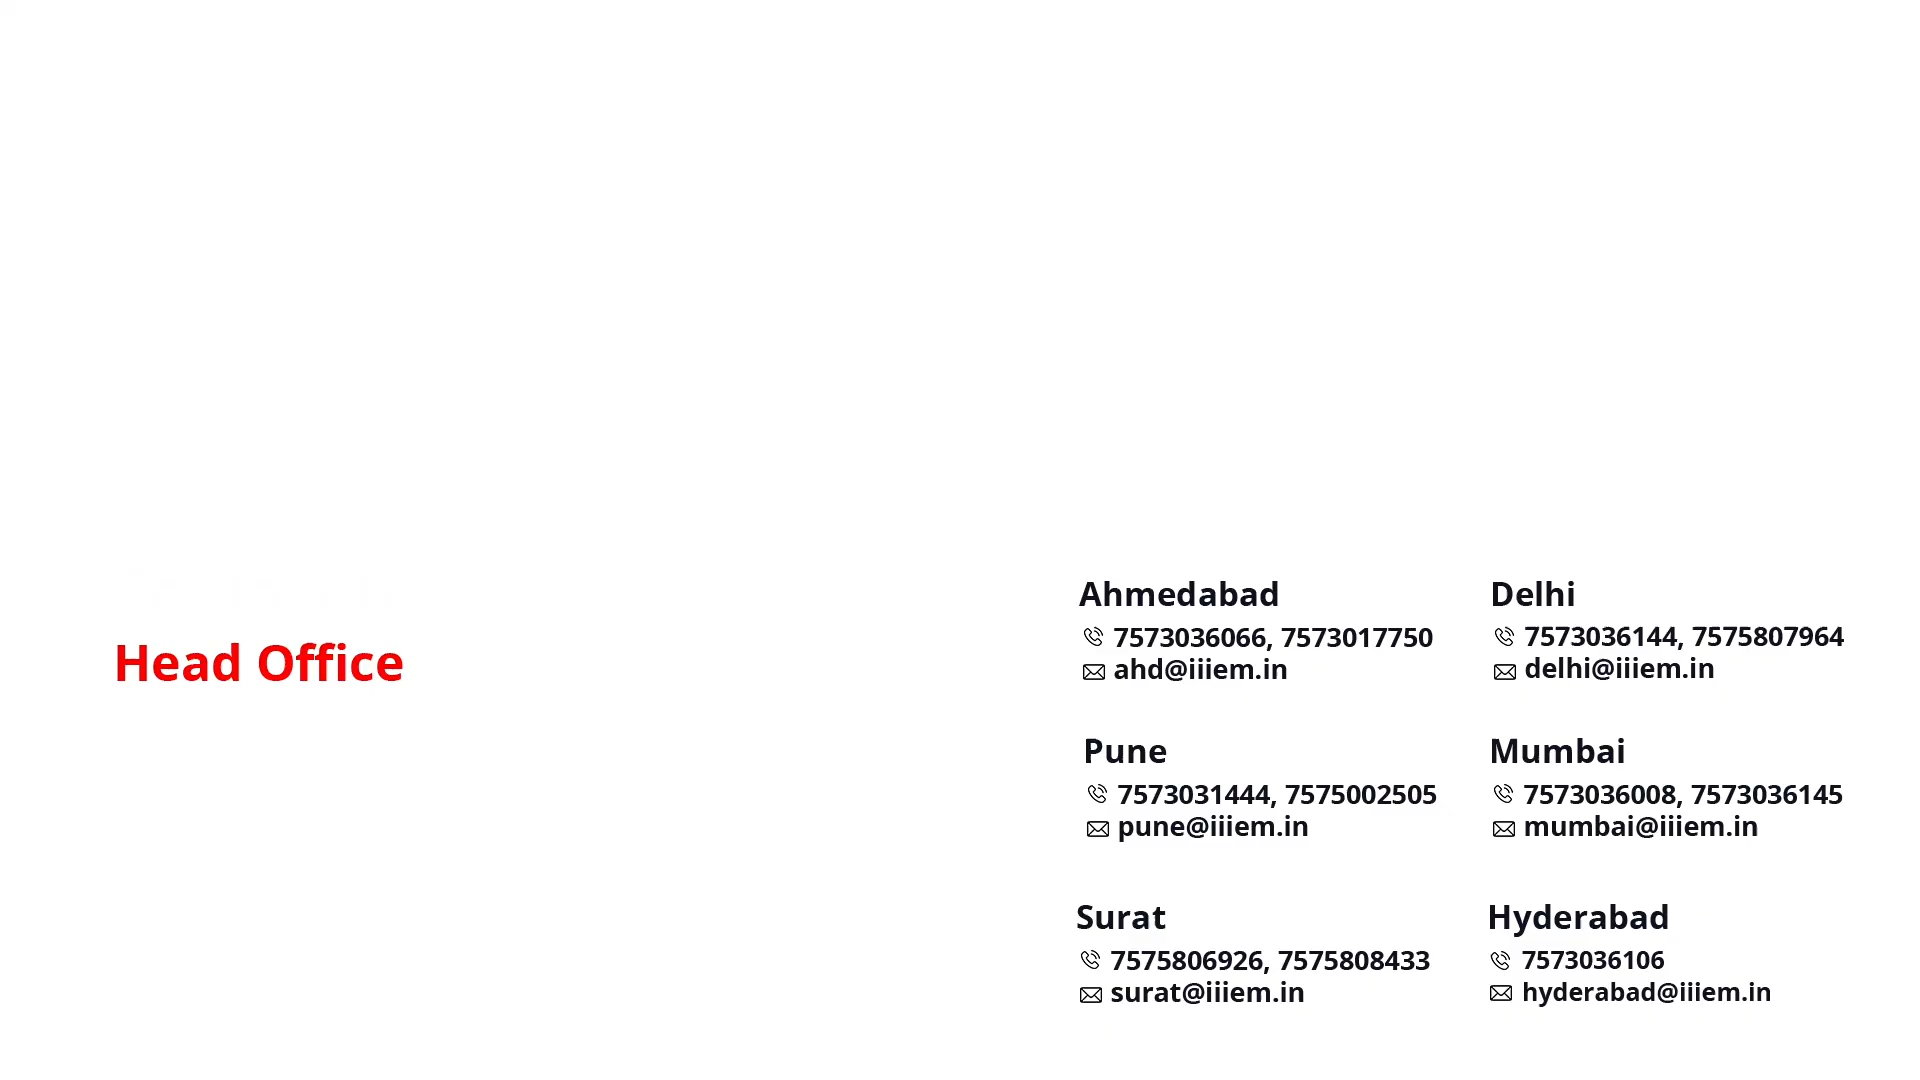 Head Office
Ahmedabad
7573036066, 7573017750
ahd@iiiem.in
Delhi
7573036144, 7575807964
delhi@iiiem.in
Pune
7573031444, 7575002505
pune@iiiem.in
Mumbai
7573036008, 7573036145
mumbai@iiiem.in
Surat
7575806926, 7575808433
surat@iiiem.in
Hyderabad
7573036106
hyderabad@iiiem.in